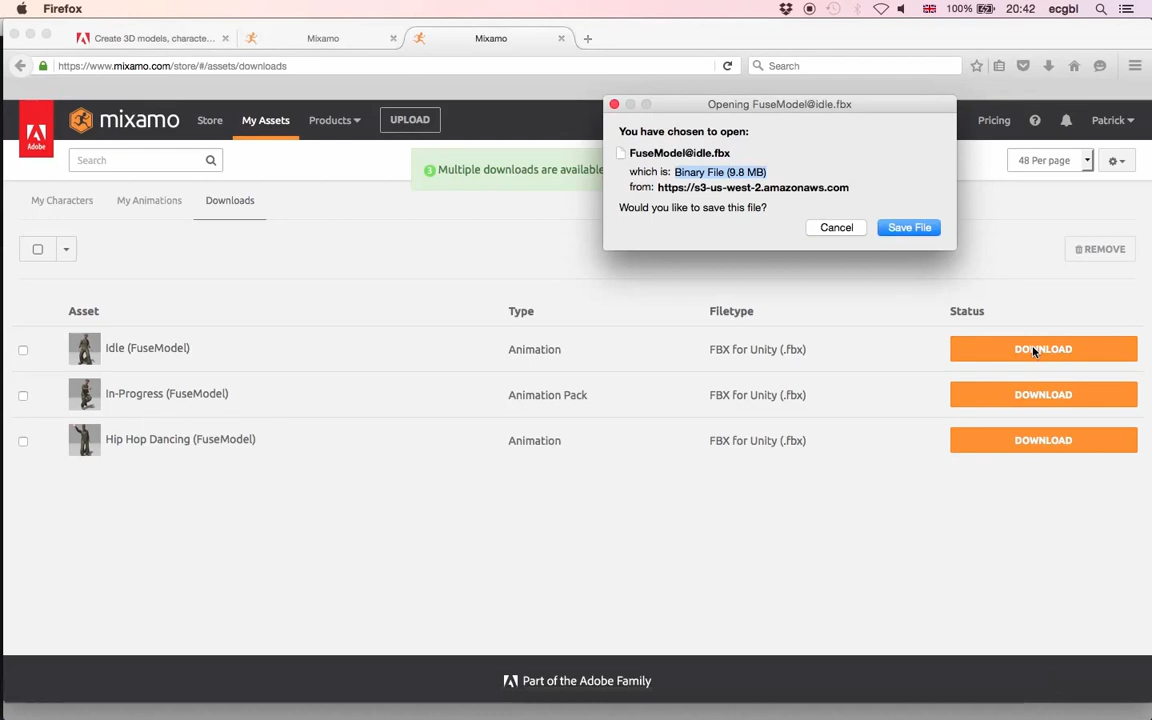 Firefox
100%
20:42
ecgbl
Create 3D models, characte...
Mixamo
Mixamo
https://www.mixamo.com/store/#/assets/downloads
Search
Adobe
mixamo
Store
My Assets
Products
UPLOAD
Pricing
Patrick
Search
Multiple downloads are available
48 Per page
Opening FuseModel@idle.fbx
You have chosen to open:
FuseModel@idle.fbx
which is: Binary File (9.8 MB)
from: https://s3-us-west-2.amazonaws.com
Would you like to save this file?
Cancel
Save File
My Characters
My Animations
Downloads
REMOVE
Asset
Type
Filetype
Status
Idle (FuseModel)
Animation
FBX for Unity (.fbx)
DOWNLOAD
In-Progress (FuseModel)
Animation Pack
FBX for Unity (.fbx)
DOWNLOAD
Hip Hop Dancing (FuseModel)
Animation
FBX for Unity (.fbx)
DOWNLOAD
Part of the Adobe Family